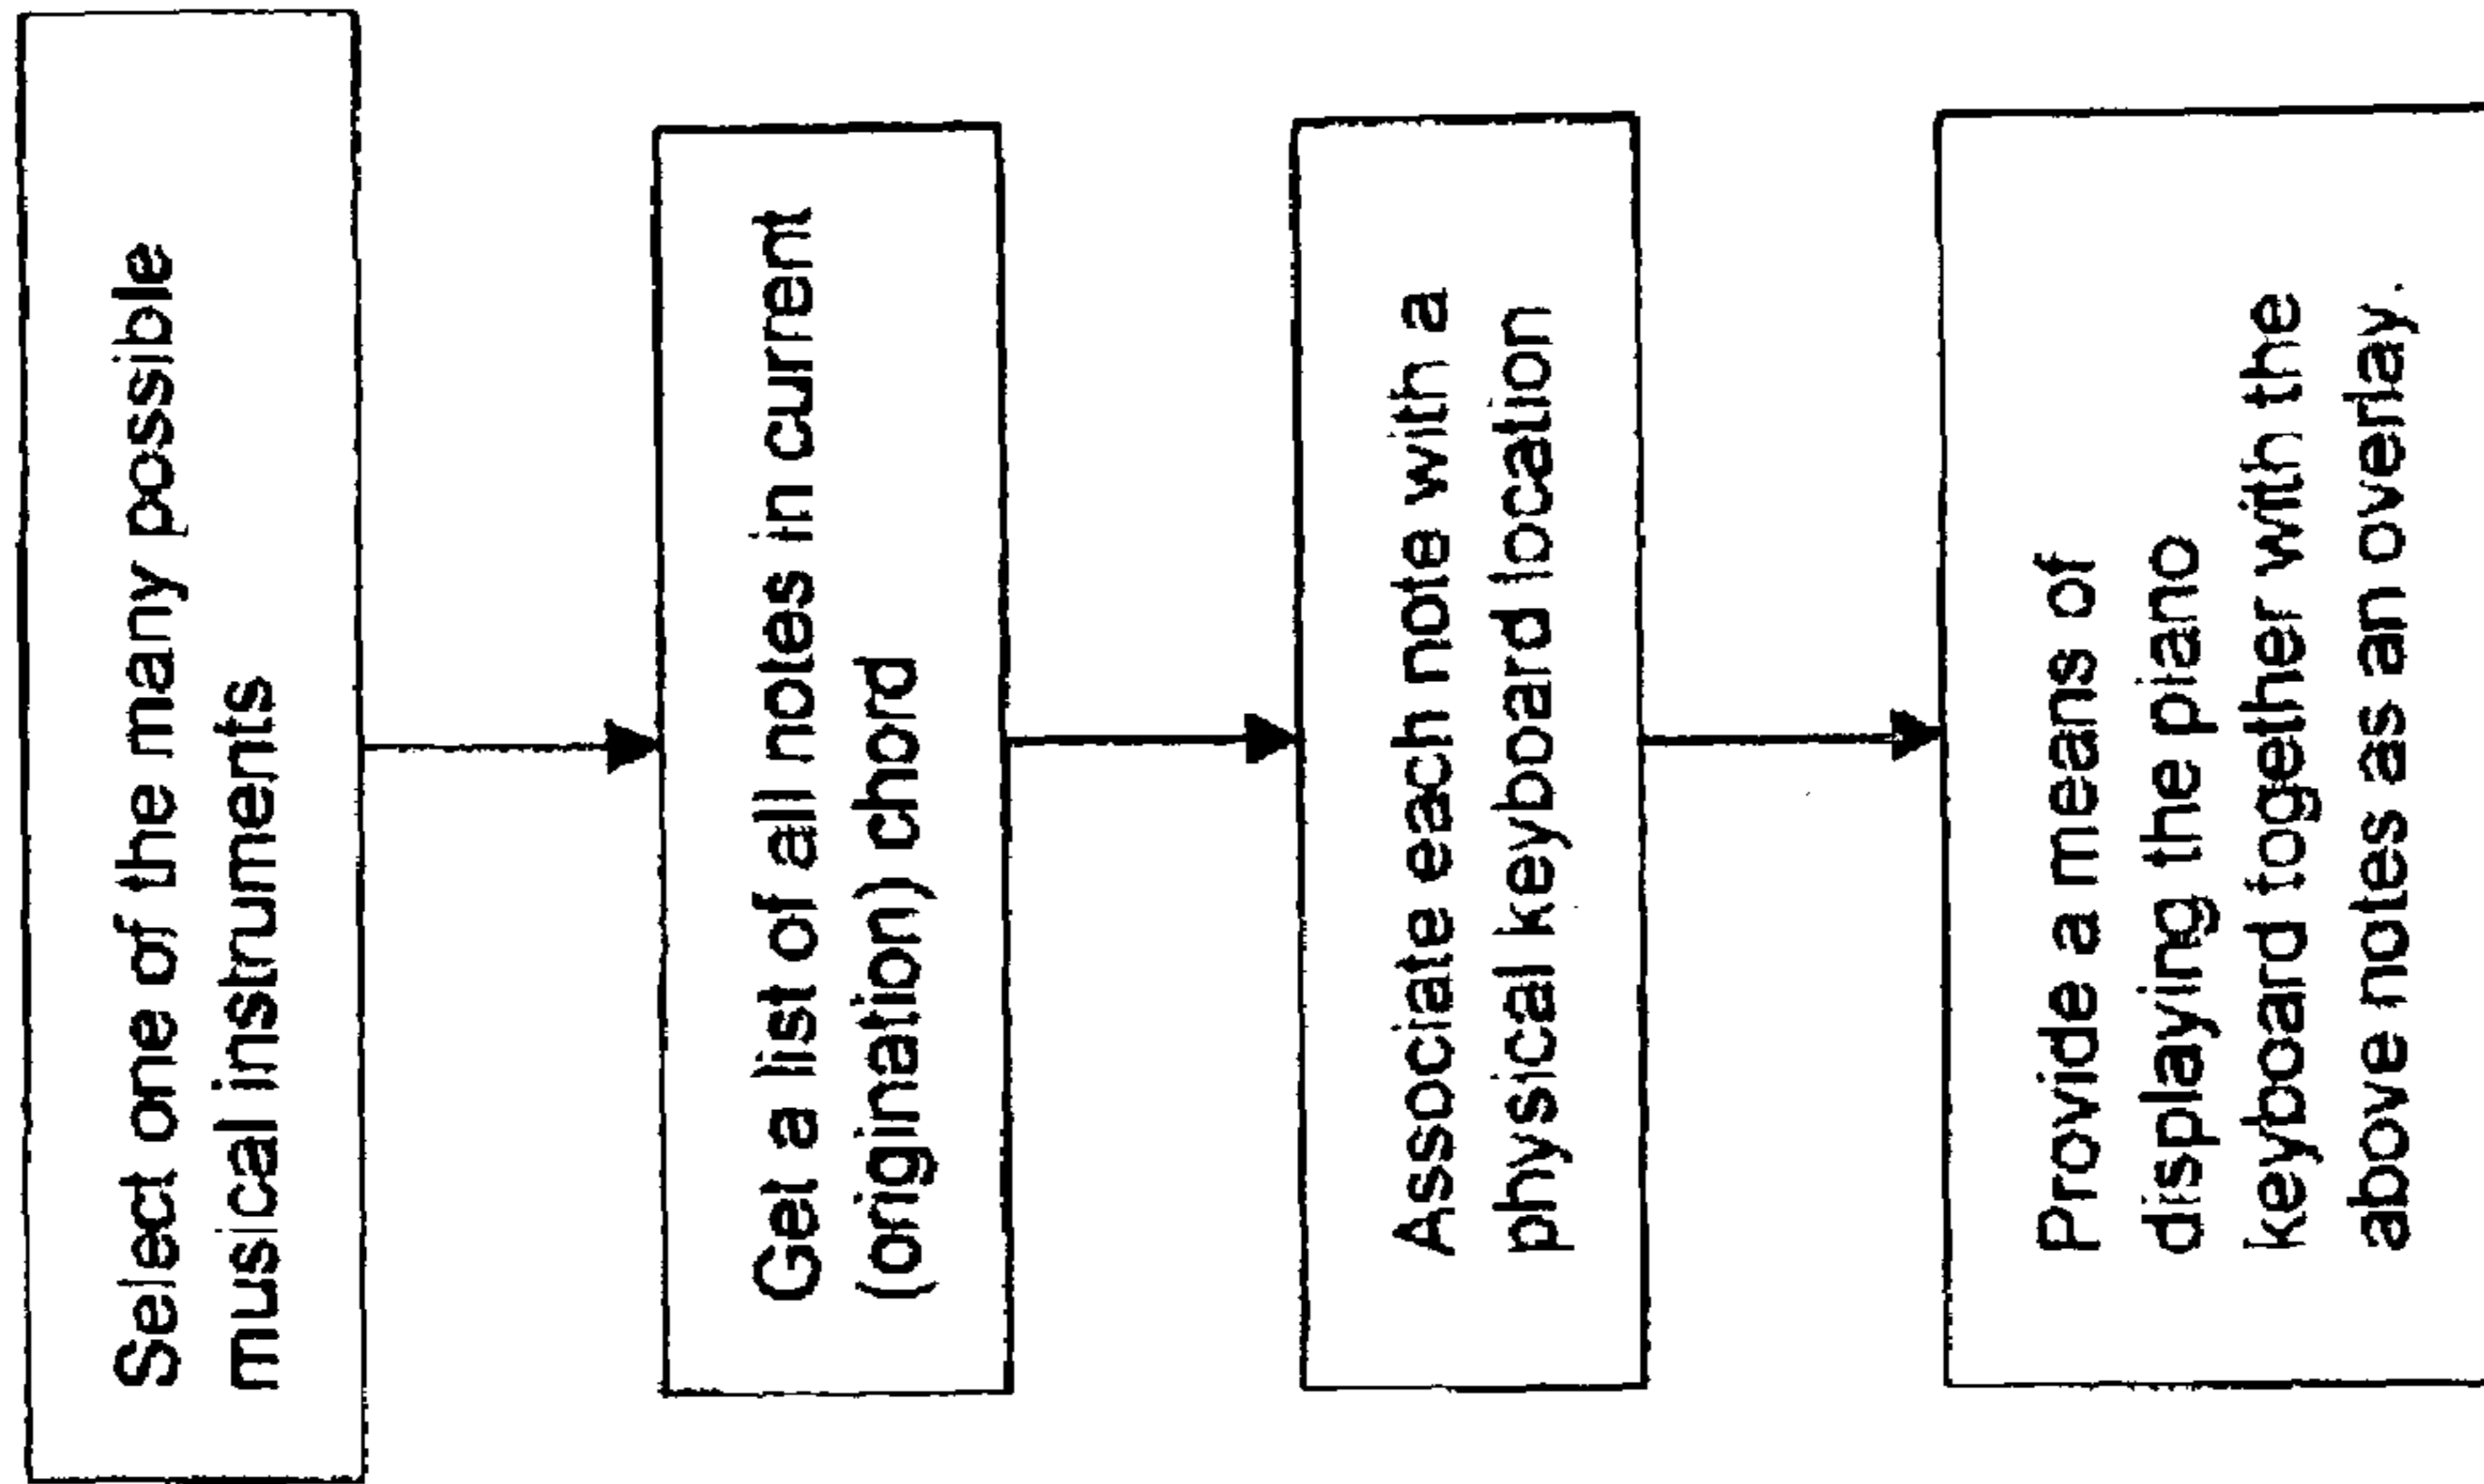 Select one of the many possible
musical instruments
Get a list of all notes in current
(origination) chord
Associate each note with a
physical keyboard location
Provide a means of
displaying the piano
keyboard together with the
above notes as an overlay.